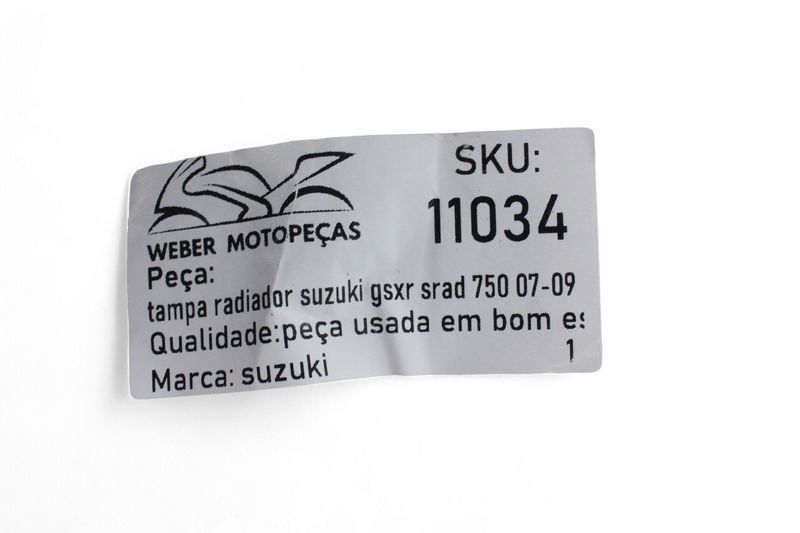 WEBER MOTOPEÇAS
SKU:
11034
Peça:
tampa radiador suzuki gsxr srad 750 07-09
Qualidade:peça usada em bom es
1
Marca: suzuki